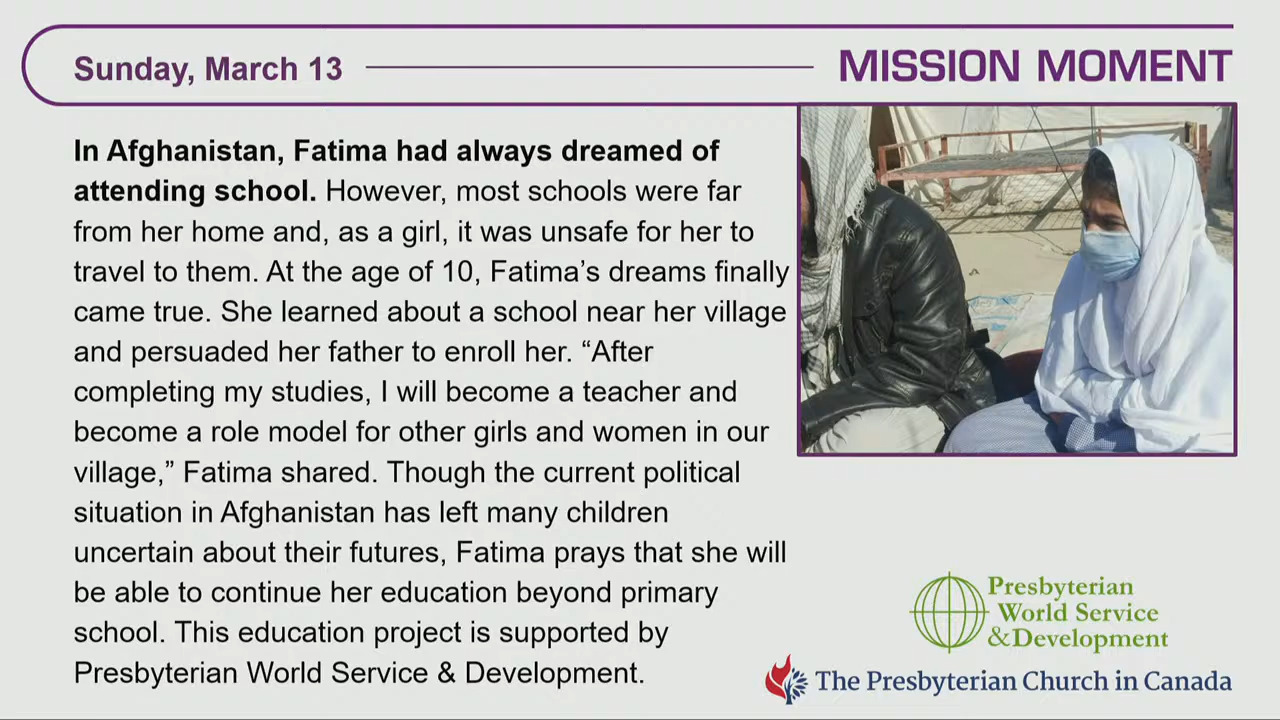 Sunday, March 13
MISSION MOMENT
In Afghanistan, Fatima had always dreamed of
attending school. However, most schools were far
from her home and, as a girl, it was unsafe for her to
travel to them. At the age of 10, Fatima’s dreams finally
came true. She learned about a school near her village
and persuaded her father to enroll her. “After
completing my studies, I will become a teacher and
become a role model for other girls and women in our
village,” Fatima shared. Though the current political
situation in Afghanistan has left many children
uncertain about their futures, Fatima prays that she will
be able to continue her education beyond primary
school. This education project is supported by
Presbyterian World Service & Development.
Presbyterian
World Service
&Development
The Presbyterian Church in Canada